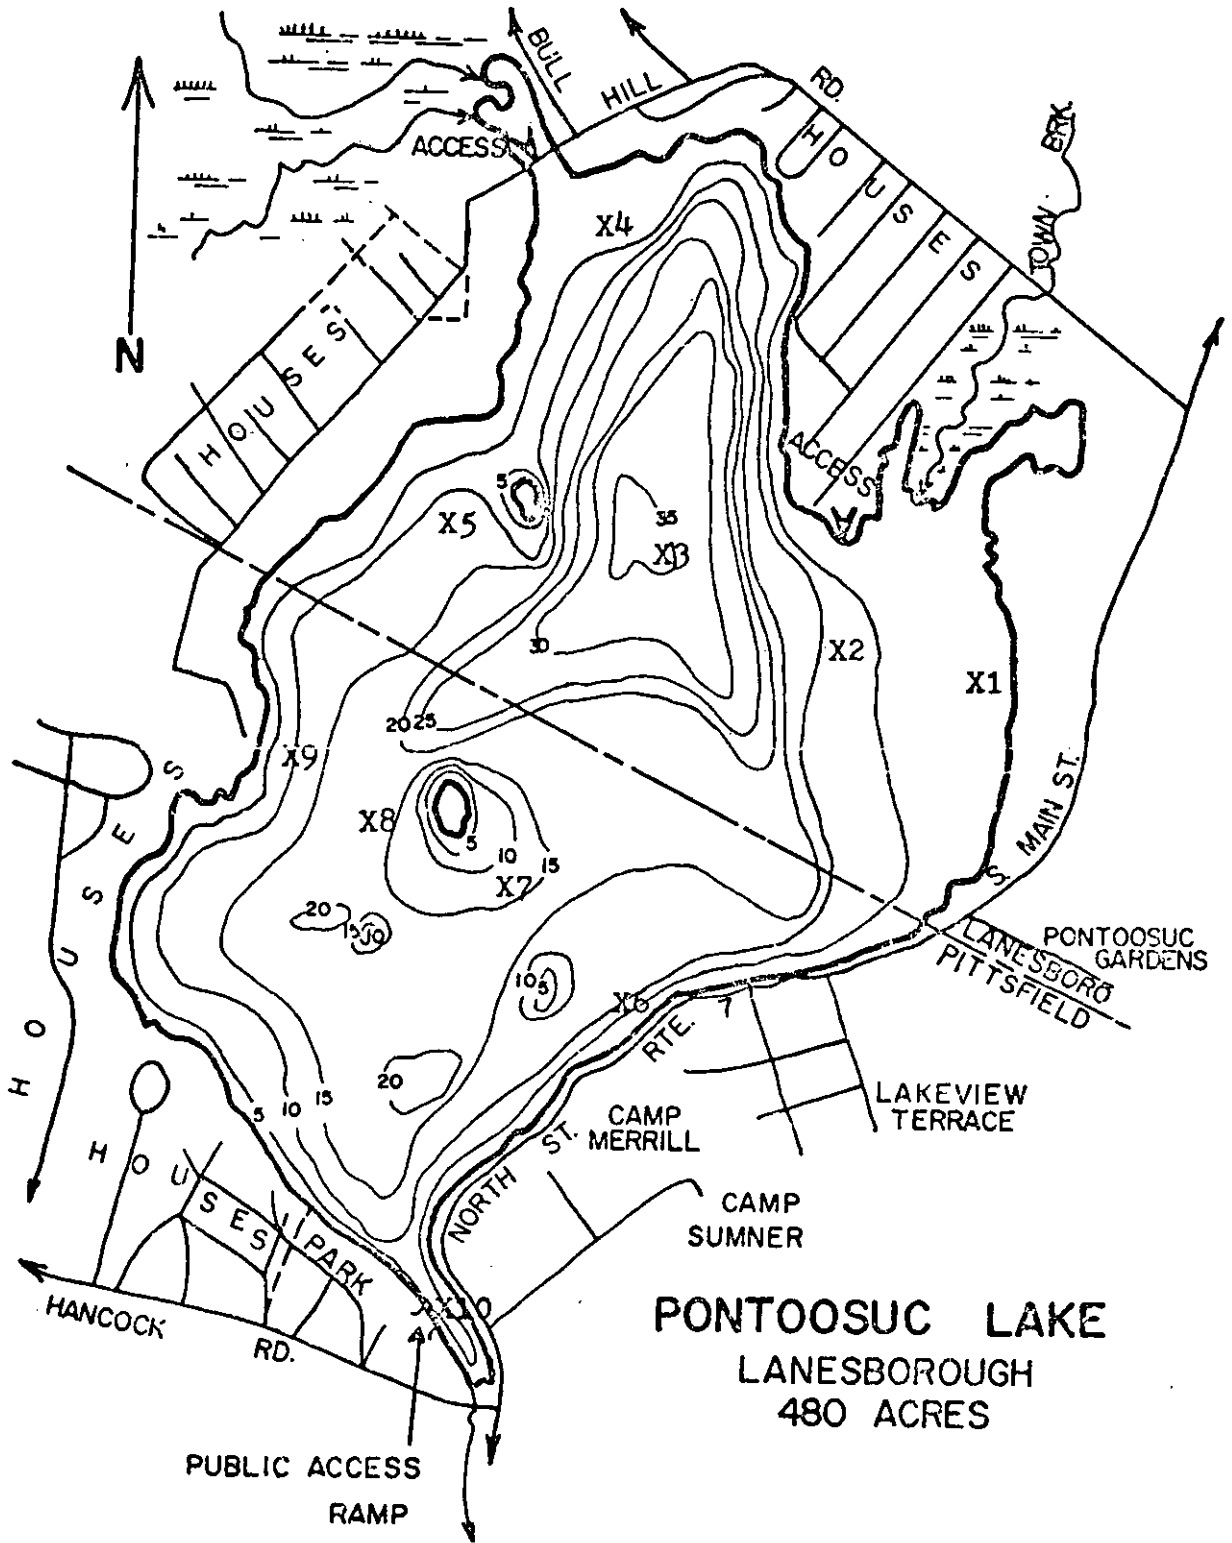 BULL
HILL
RD.
ACCESS
HOUSES
TOWN BRK.
N
X4
HOUSES
ACCESS
5
X5
35
X3
X2
30
X1
20 25
X9
HOUSES
X8
5
10
15
X7
S. MAIN ST.
20
15 10
10 5
LANESBORO
PITTSFIELD
PONTOOSUC
GARDENS
X6
RTE. 7
20
5 10 15
LAKEVIEW
TERRACE
CAMP
MERRILL
NORTH ST.
HOUSES
PARK
CAMP
SUMNER
X10
HANCOCK
RD.
PONTOOSUC LAKE
LANESBOROUGH
480 ACRES
PUBLIC ACCESS
RAMP